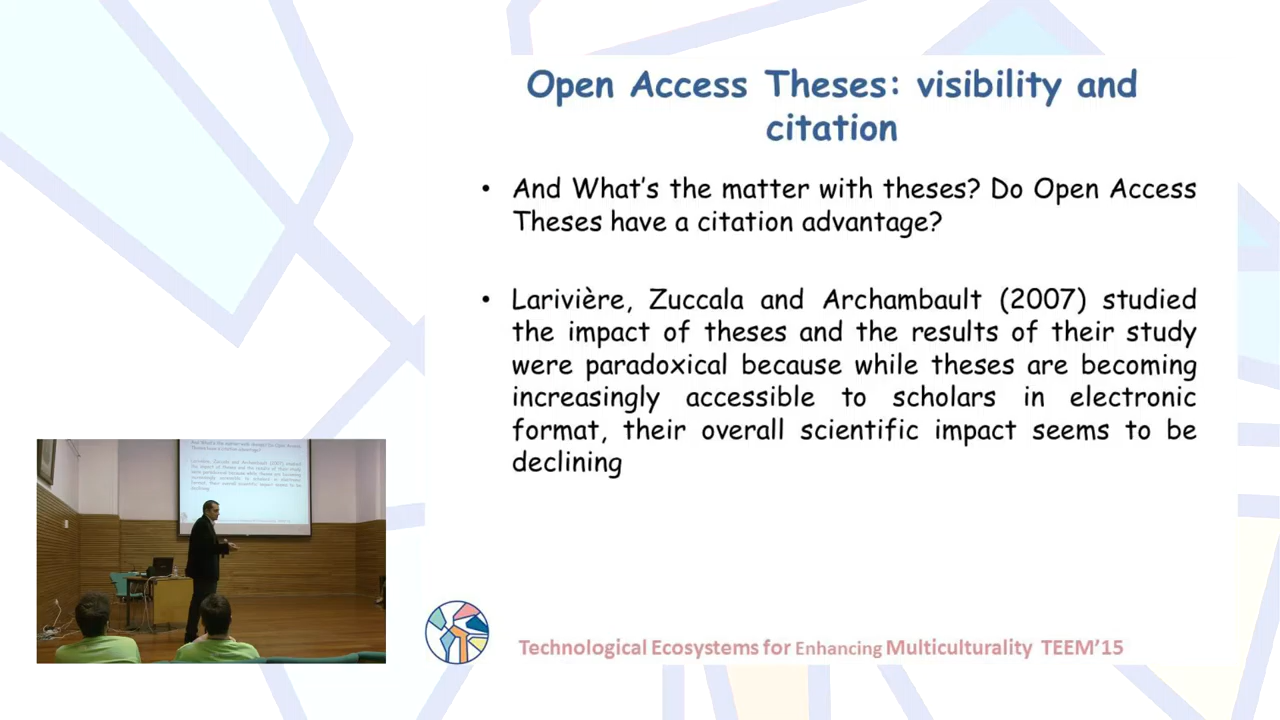 Open Access Theses: visibility and
citation
• And What's the matter with theses? Do Open Access
Theses have a citation advantage?
• Larivière, Zuccala and Archambault (2007) studied
the impact of theses and the results of their study
were paradoxical because while theses are becoming
increasingly accessible to scholars in electronic
format, their overall scientific impact seems to be
declining
Technological Ecosystems for Enhancing Multiculturality TEEM'15